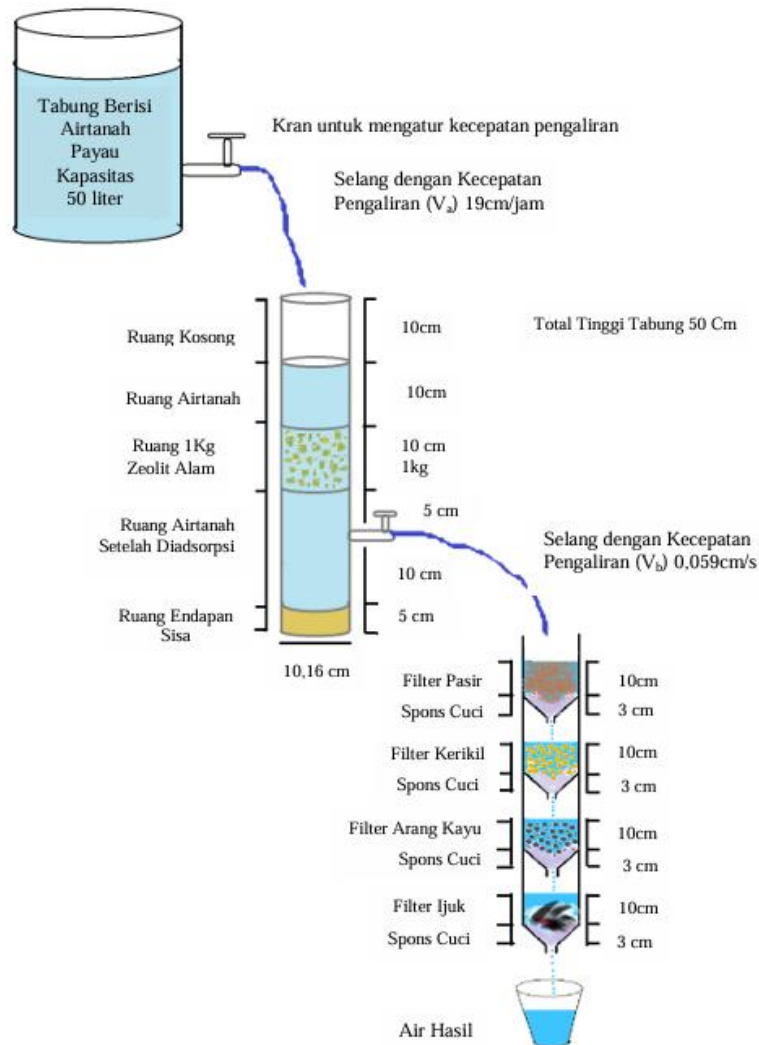 Tabung Berisi
Airtanah
Payau
Kapasitas
50 liter
Kran untuk mengatur kecepatan pengaliran
Selang dengan Kecepatan
Pengaliran (Va) 19cm/jam
Ruang Kosong
10cm
Total Tinggi Tabung 50 Cm
Ruang Airtanah
10cm
Ruang 1Kg
Zeolit Alam
10 cm
1kg
5 cm
Ruang Airtanah
Setelah Diadsorpsi
Selang dengan Kecepatan
Pengaliran (Vb) 0,059cm/s
10 cm
Ruang Endapan
Sisa
5 cm
10,16 cm
Filter Pasir
10cm
Spons Cuci
3 cm
Filter Kerikil
10cm
Spons Cuci
3 cm
Filter Arang Kayu
10cm
Spons Cuci
3 cm
Filter Ijuk
10cm
Spons Cuci
3 cm
Air Hasil